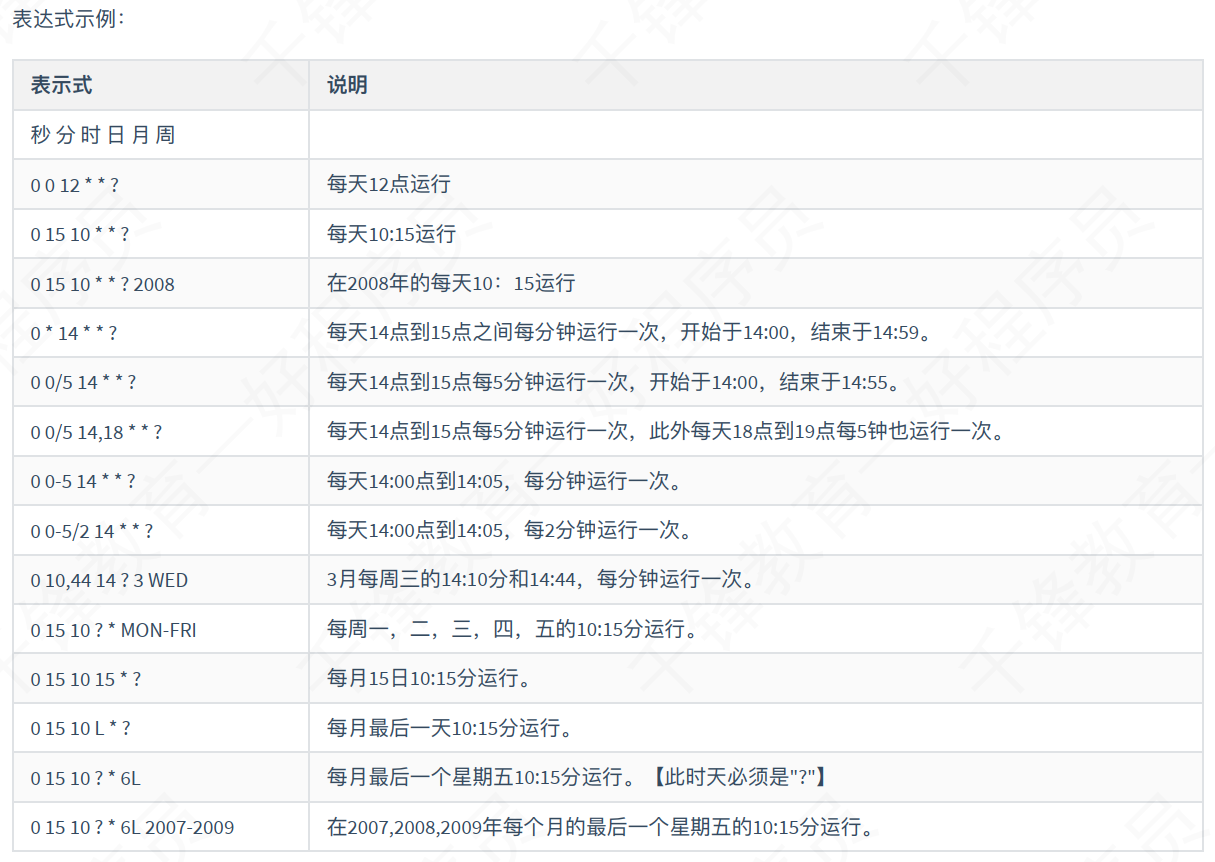 表达式示例：
表示式 说明
秒 分 时 日 月 周
0 0 12 * * ? 每天12点运行
0 15 10 * * ? 每天10:15运行
0 15 10 * * ? 2008 在2008年的每天10：15运行
0 * 14 * * ? 每天14点到15点之间每分钟运行一次，开始于14:00，结束于14:59。
0 0/5 14 * * ? 每天14点到15点每5分钟运行一次，开始于14:00，结束于14:55。
0 0/5 14,18 * * ? 每天14点到15点每5分钟运行一次，此外每天18点到19点每5钟也运行一次。
0 0-5 14 * * ? 每天14:00点到14:05，每分钟运行一次。
0 0-5/2 14 * * ? 每天14:00点到14:05，每2分钟运行一次。
0 10,44 14 ? 3 WED 3月每周三的14:10分和14:44，每分钟运行一次。
0 15 10 ? * MON-FRI 每周一，二，三，四，五的10:15分运行。
0 15 10 15 * ? 每月15日10:15分运行。
0 15 10 L * ? 每月最后一天10:15分运行。
0 15 10 ? * 6L 每月最后一个星期五10:15分运行。【此时天必须是"?"】
0 15 10 ? * 6L 2007-2009 在2007,2008,2009年每个月的最后一个星期五的10:15分运行。
千锋教育—好程序员